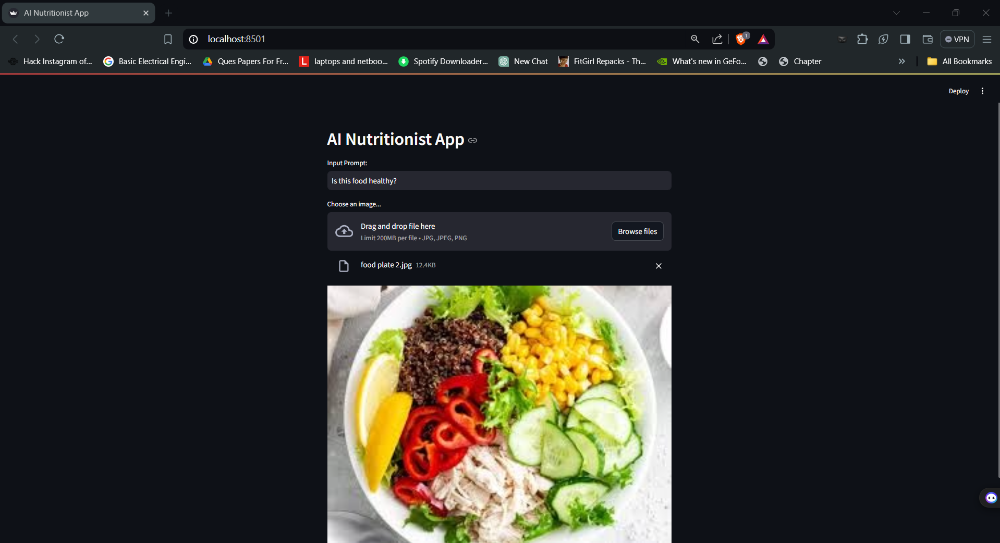 AI Nutritionist App
localhost:8501
1
VPN
NEWS
Hack Instagram of...
Basic Electrical Engi...
Ques Papers For Fr...
L
laptops and netboo...
Spotify Downloader...
New Chat
FitGirl Repacks - Th...
What's new in GeFo...
Chapter
All Bookmarks
Deploy
AI Nutritionist App
Input Prompt:
Is this food healthy?
Choose an image...
Drag and drop file here
Limit 200MB per file • JPG, JPEG, PNG
Browse files
food plate 2.jpg 12.4KB